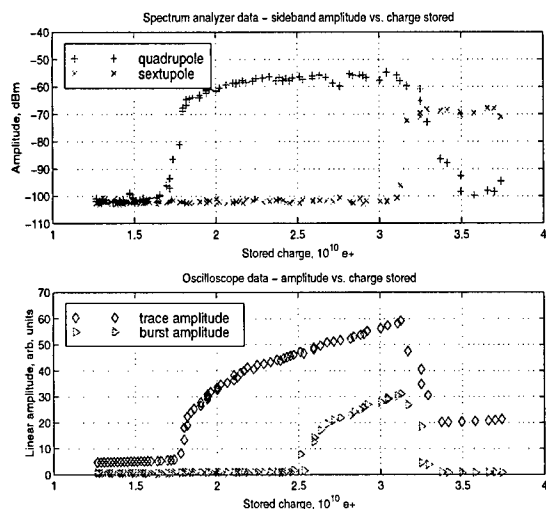 Spectrum analyzer data – sideband amplitude vs. charge stored
-40
-50
-60
-70
-80
-90
-100
-110
Amplitude, dBm
quadrupole
sextupole
1 1.5 2 2.5 3 3.5 4
Stored charge, 10^10 e+
Oscilloscope data – amplitude vs. charge stored
70
60
50
40
30
20
10
0
Linear amplitude, arb. units
trace amplitude
burst amplitude
1 1.5 2 2.5 3 3.5 4
Stored charge, 10^10 e+